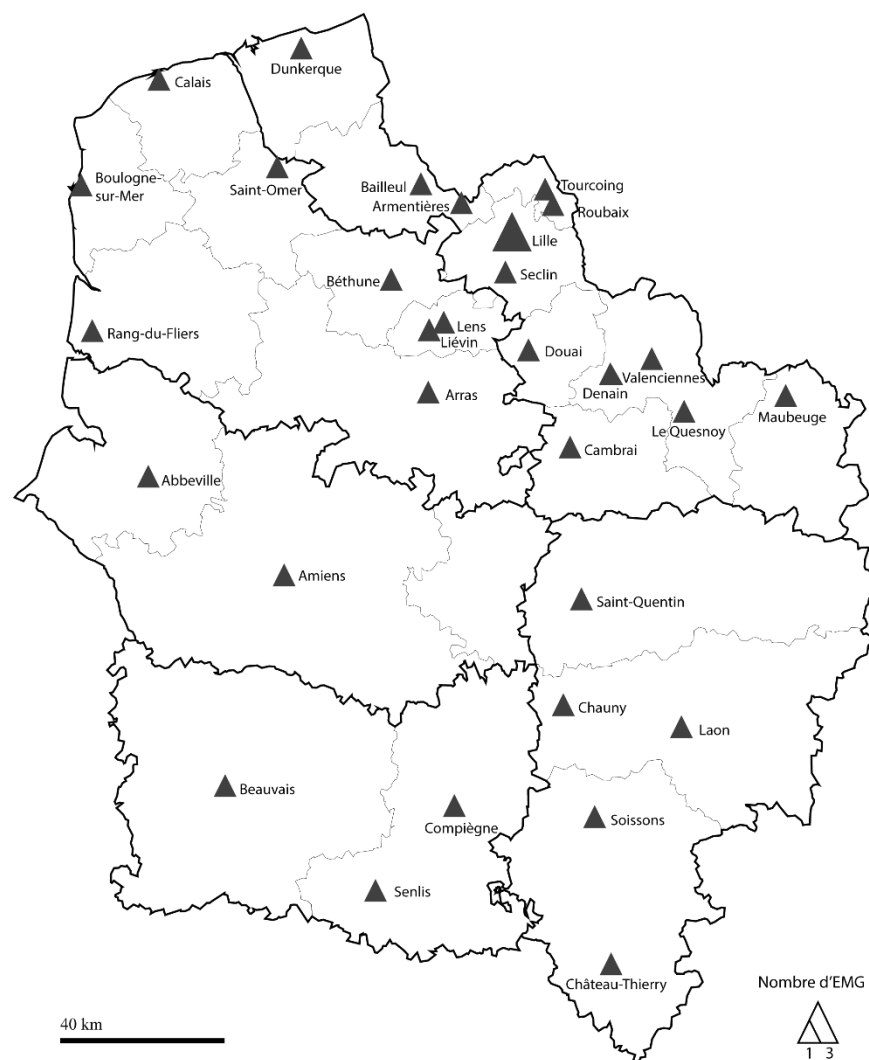 Dunkerque
Calais
Boulogne-
sur-Mer
Saint-Omer
Bailleul
Armentières
Tourcoing
Roubaix
Lille
Seclin
Béthune
Lens
Liévin
Rang-du-Fliers
Douai
Denain
Valenciennes
Le Quesnoy
Maubeuge
Arras
Cambrai
Abbeville
Amiens
Saint-Quentin
Chauny
Laon
Beauvais
Compiègne
Soissons
Senlis
Château-Thierry
Nombre d’EMG
1 3
40 km